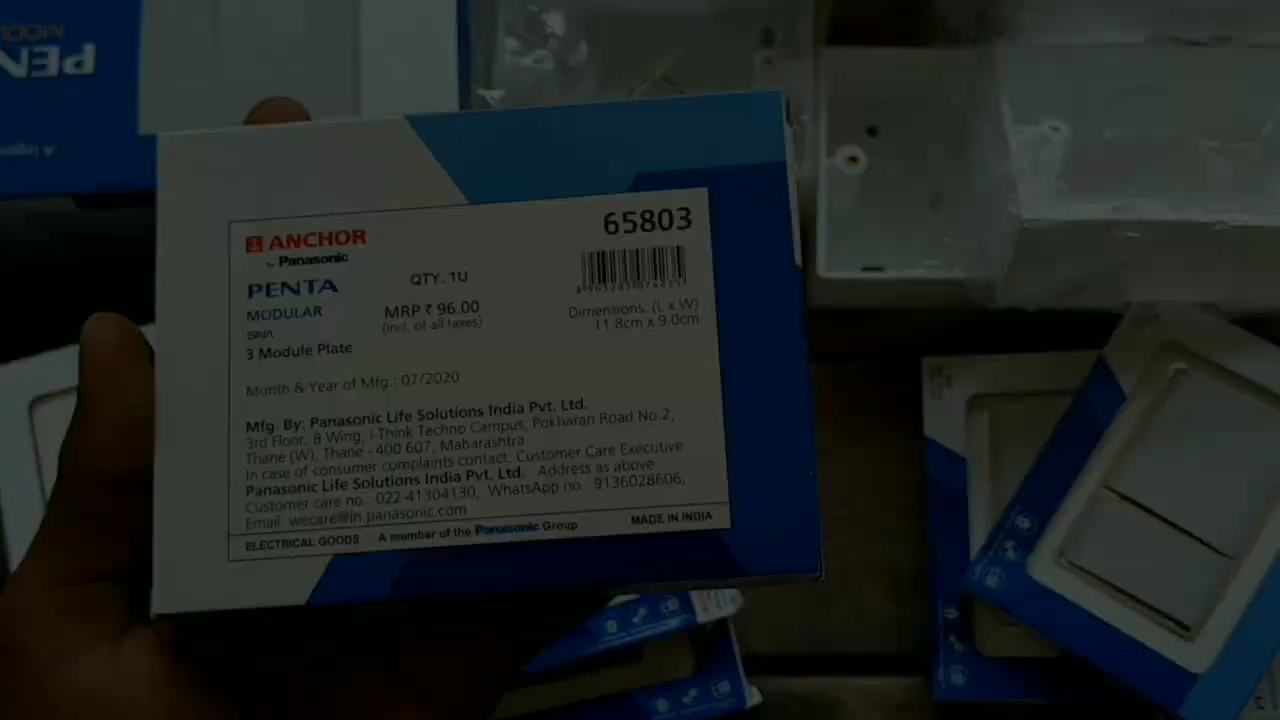 PEN
MODU
65803
ANCHOR
by Panasonic
PENTA
QTY. 1U
MODULAR
MRP ₹ 96.00
(incl. of all taxes)
Dimensions. (L x W)
11.8cm x 9.0cm
3 Module Plate
Month & Year of Mfg.: 07/2020
Mfg. By: Panasonic Life Solutions India Pvt. Ltd.
3rd Floor, B Wing, I-Think Techno Campus, Pokharan Road No.2,
Thane (W), Thane - 400 607, Maharashtra
In case of consumer complaints contact: Customer Care Executive
Panasonic Life Solutions India Pvt. Ltd. Address as above
Customer care no.: 022-41304130, WhatsApp no.: 9136028606,
Email: wecare@in.panasonic.com
ELECTRICAL GOODS A member of the Panasonic Group MADE IN INDIA